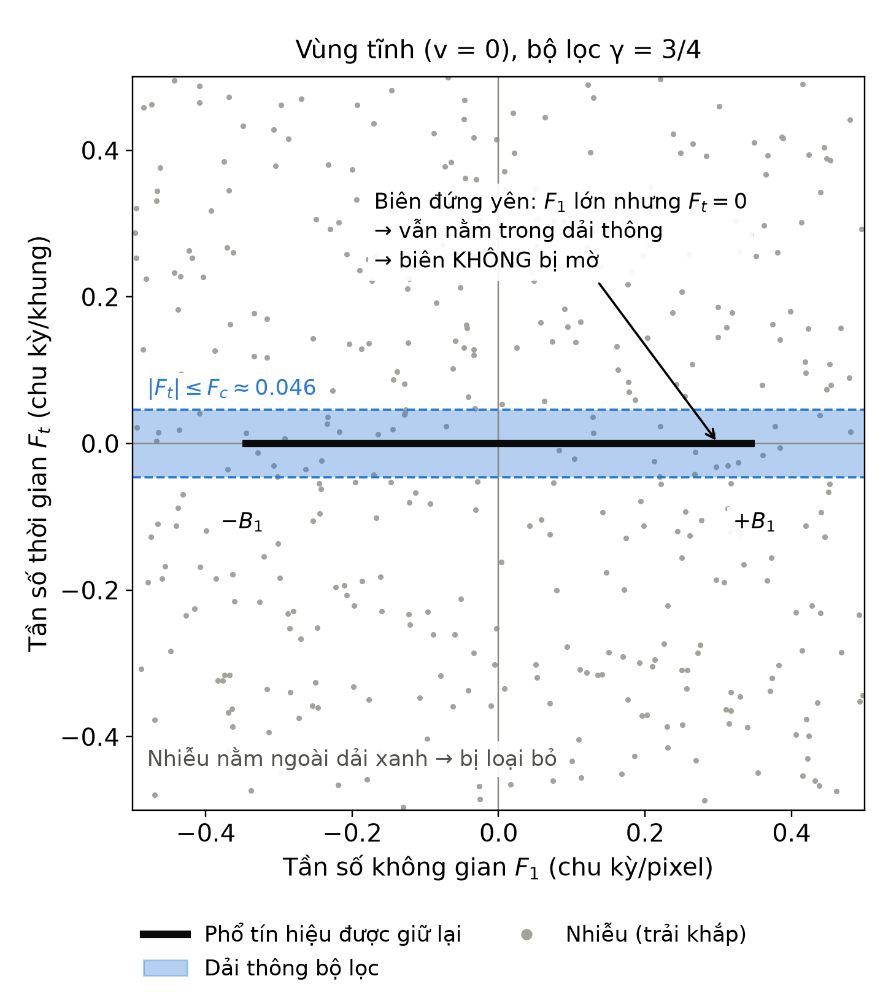 Vùng tĩnh (v = 0), bộ lọc γ = 3/4
Tần số thời gian Fₜ (chu kỳ/khung)
0.4
0.2
0.0
−0.2
−0.4
Biên đứng yên: F₁ lớn nhưng Fₜ = 0
→ vẫn nằm trong dải thông
→ biên KHÔNG bị mờ
|Fₜ| ≤ F_c ≈ 0.046
−B₁
+B₁
Nhiễu nằm ngoài dải xanh → bị loại bỏ
−0.4
−0.2
0.0
0.2
0.4
Tần số không gian F₁ (chu kỳ/pixel)
Phổ tín hiệu được giữ lại
Dải thông bộ lọc
Nhiễu (trải khắp)